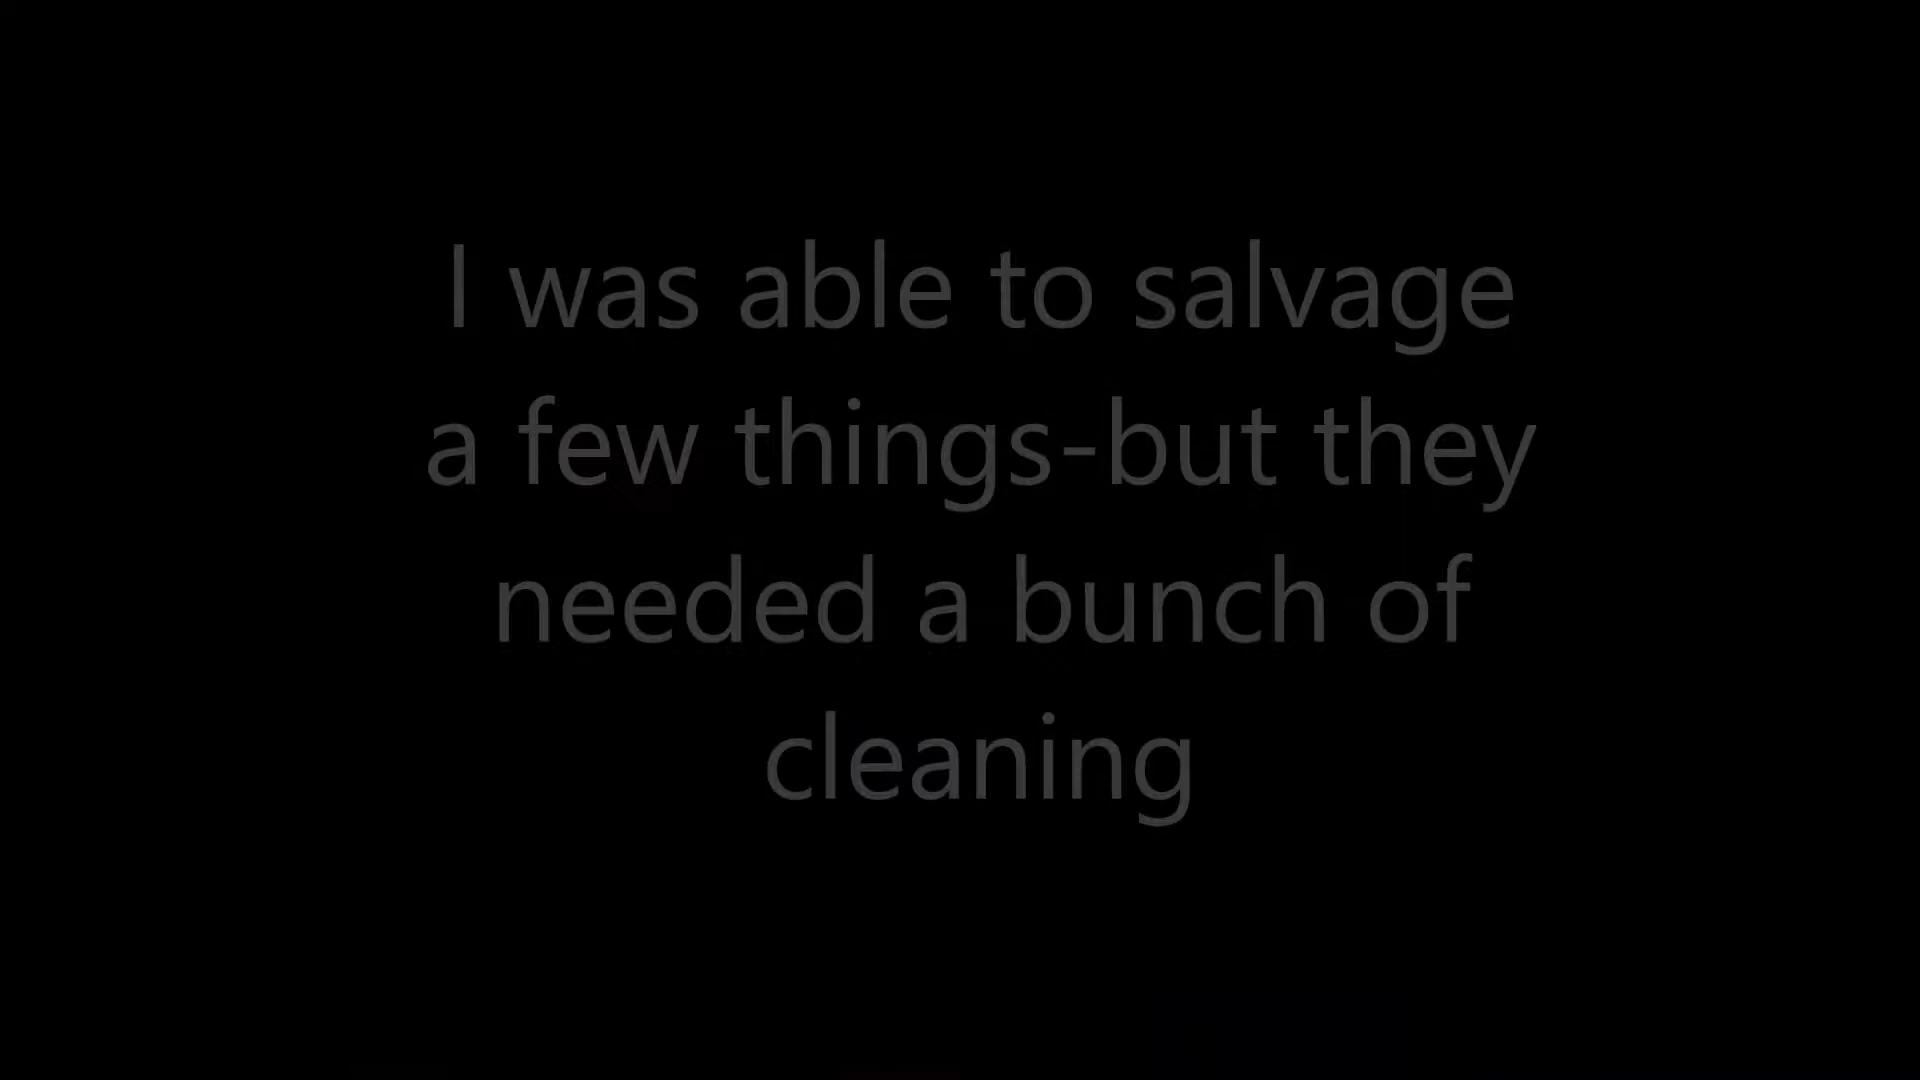 I was able to salvage
a few things-but they
needed a bunch of
cleaning